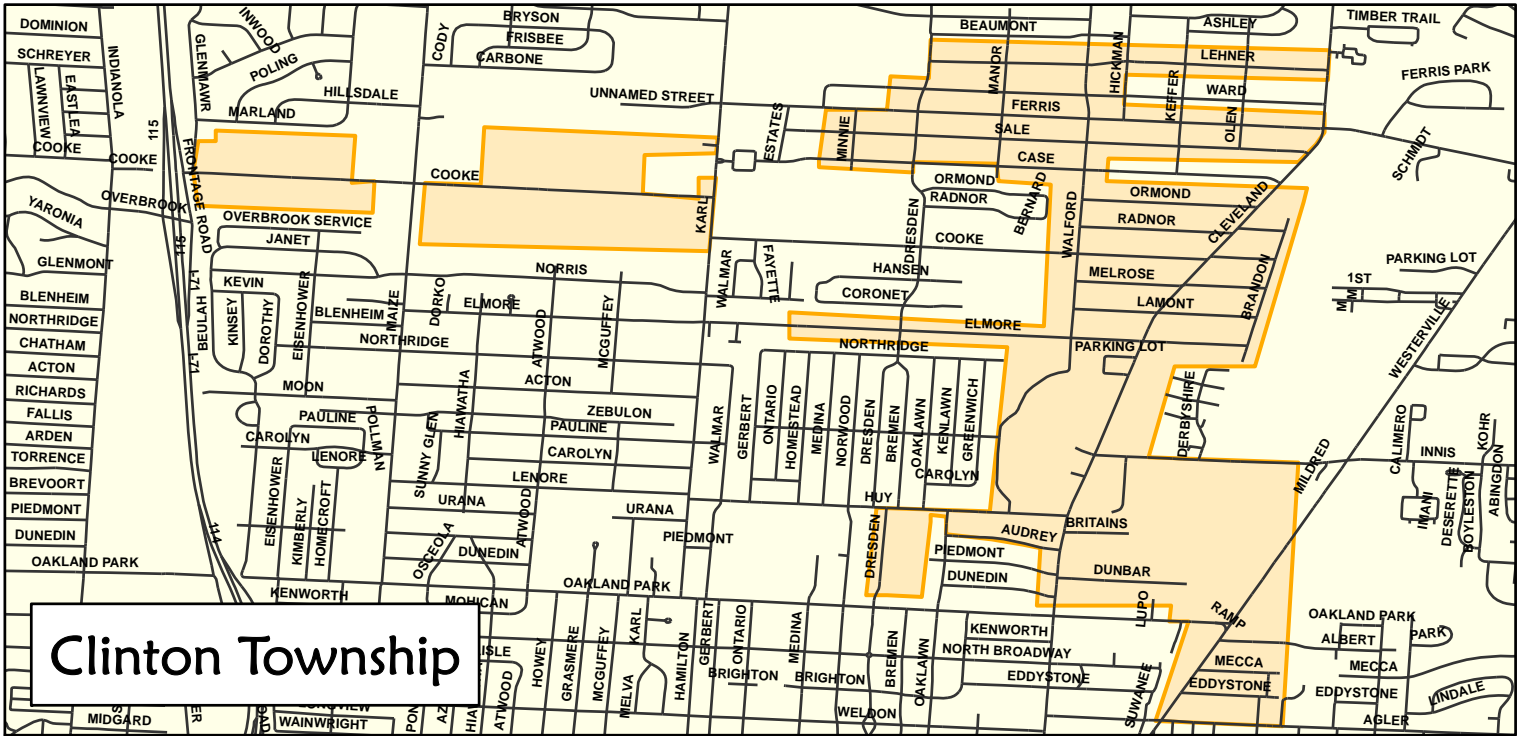 DOMINION
SCHREYER
LAWNVIEW
EASTLEA
COOKE
INDIANOLA
COOKE
115
GLENMAWR
INWOOD
POLING
MARLAND
HILLSDALE
CODY
BRYSON
FRISBEE
CARBONE
UNNAMED STREET
BEAUMONT
MANOR
HICKMAN
ASHLEY
LEHNER
KEFFER
WARD
OLEN
TIMBER TRAIL
FERRIS PARK
SCHMIDT
ESTATES
MINNIE
FERRIS
SALE
CASE
ORMOND
RADNOR
BERNARD
DRESDEN
WALFORD
ORMOND
RADNOR
CLEVELAND
FRONTAGE ROAD
COOKE
KARL
YARONIA
OVERBROOK
OVERBROOK SERVICE
JANET
115
GLENMONT
COOKE
HANSEN
CORONET
WALMAR
FAYETTE
MELROSE
LAMONT
BRANDON
PARKING LOT
1ST
M
M
WESTERVILLE
I-71
KEVIN
NORRIS
BLENHEIM
NORTHRIDGE
CHATHAM
ACTON
RICHARDS
FALLIS
ARDEN
TORRENCE
BREVOORT
PIEDMONT
DUNEDIN
OAKLAND PARK
BEULAH
I-71
KINSEY
DOROTHY
EISENHOWER
BLENHEIM
MAIZE
DORKO
ELMORE
NORTHRIDGE
ATWOOD
MCGUFFEY
ELMORE
NORTHRIDGE
PARKING LOT
MOON
ACTON
PAULINE
POLLMAN
CAROLYN
LENORE
SUNNY GLEN
HIAWATHA
ZEBULON
PAULINE
CAROLYN
LENORE
WALMAR
GERBERT
ONTARIO
HOMESTEAD
MEDINA
NORWOOD
DRESDEN
BREMEN
OAKLAWN
KENLAWN
GREENWICH
CAROLYN
DERBYSHIRE
MILDRED
CALIMERO
INNIS
KOHR
IMANI
DESERETTE
BOYLESTON
ABINGDON
EISENHOWER
KIMBERLY
HOMECROFT
URANA
ATWOOD
OSCEOLA
DUNEDIN
URANA
PIEDMONT
HUY
DRESDEN
AUDREY
BRITAINS
PIEDMONT
DUNEDIN
DUNBAR
114
KENWORTH
MOHICAN
OAKLAND PARK
LUPO
RAMP
OAKLAND PARK
ALBERT
PARK
MECCA
EDDYSTONE
MECCA
EDDYSTONE
LINDALE
AGLER
Clinton Township
HOWEY
GRASMERE
MCGUFFEY
KARL
MELVA
HAMILTON
GERBERT
ONTARIO
BRIGHTON
MEDINA
BRIGHTON
BREMEN
OAKLAWN
KENWORTH
NORTH BROADWAY
EDDYSTONE
SUWANEE
WELDON
MIDGARD
WAINWRIGHT
ATWOOD